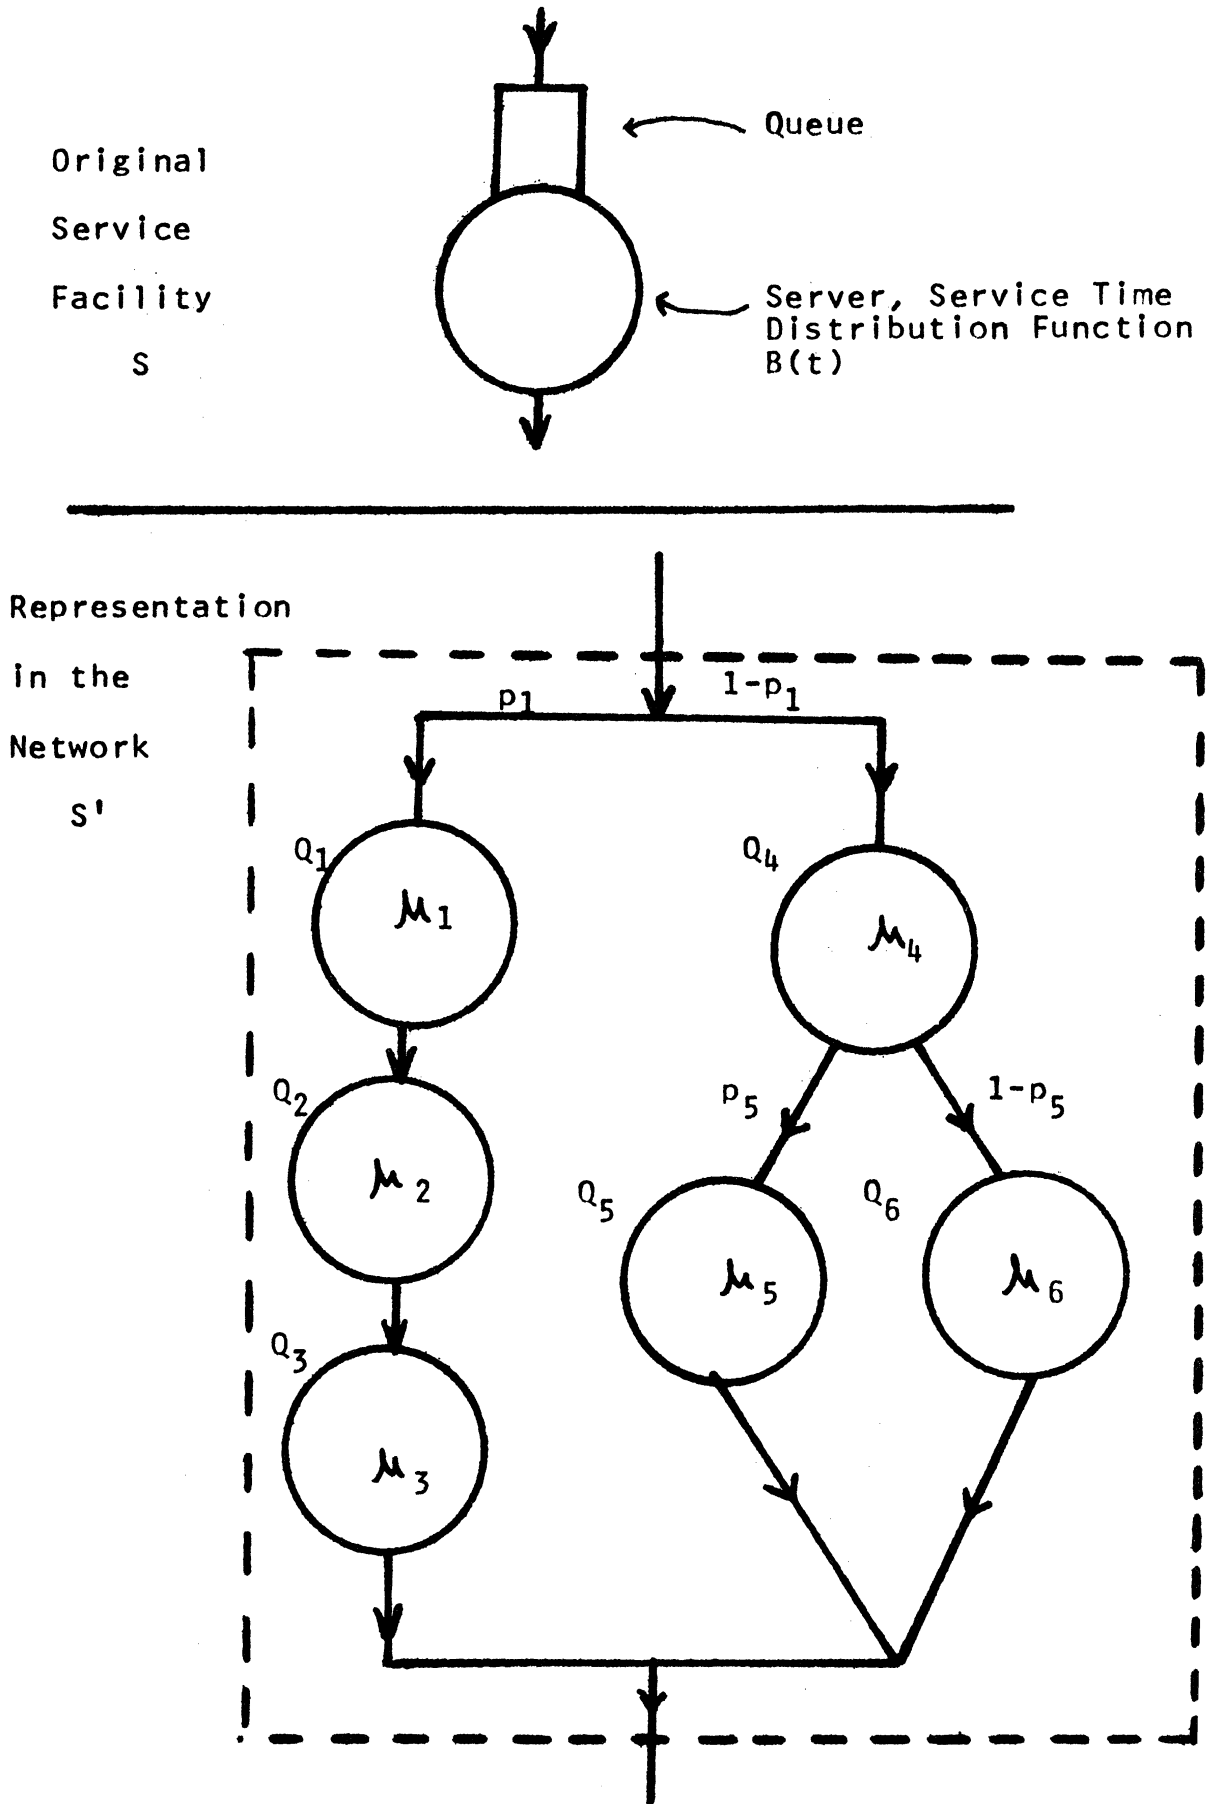 Queue
Original
Service
Facility
S
Server, Service Time
Distribution Function
B(t)
Representation
in the
Network
S'
p1
1-p1
Q1
μ1
Q4
μ4
Q2
μ2
p5
1-p5
Q5
μ5
Q6
μ6
Q3
μ3